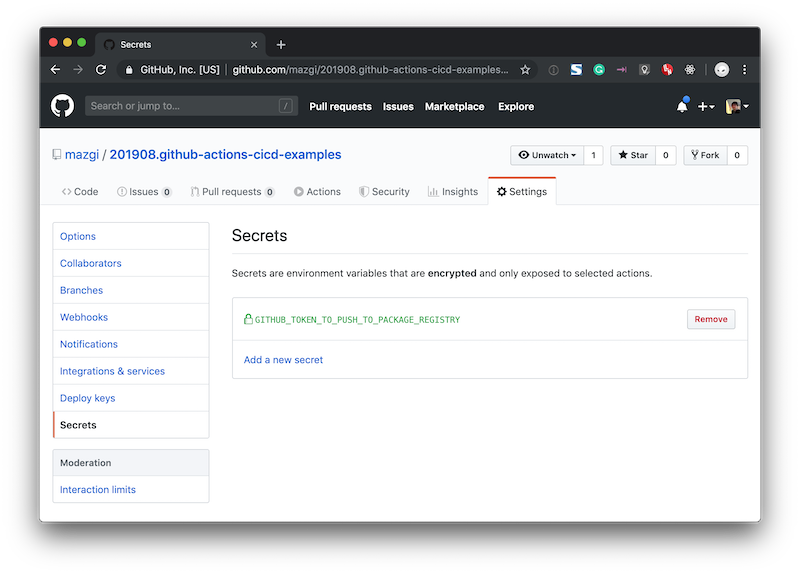 Secrets
GitHub, Inc. [US] github.com/mazgi/201908.github-actions-cicd-examples...
Search or jump to... /
Pull requests Issues Marketplace Explore
mazgi / 201908.github-actions-cicd-examples
Unwatch 1 Star 0 Fork 0
Code Issues 0 Pull requests 0 Actions Security Insights Settings
Options
Collaborators
Branches
Webhooks
Notifications
Integrations & services
Deploy keys
Secrets
Moderation
Interaction limits
Secrets
Secrets are environment variables that are encrypted and only exposed to selected actions.
GITHUB_TOKEN_TO_PUSH_TO_PACKAGE_REGISTRY Remove
Add a new secret